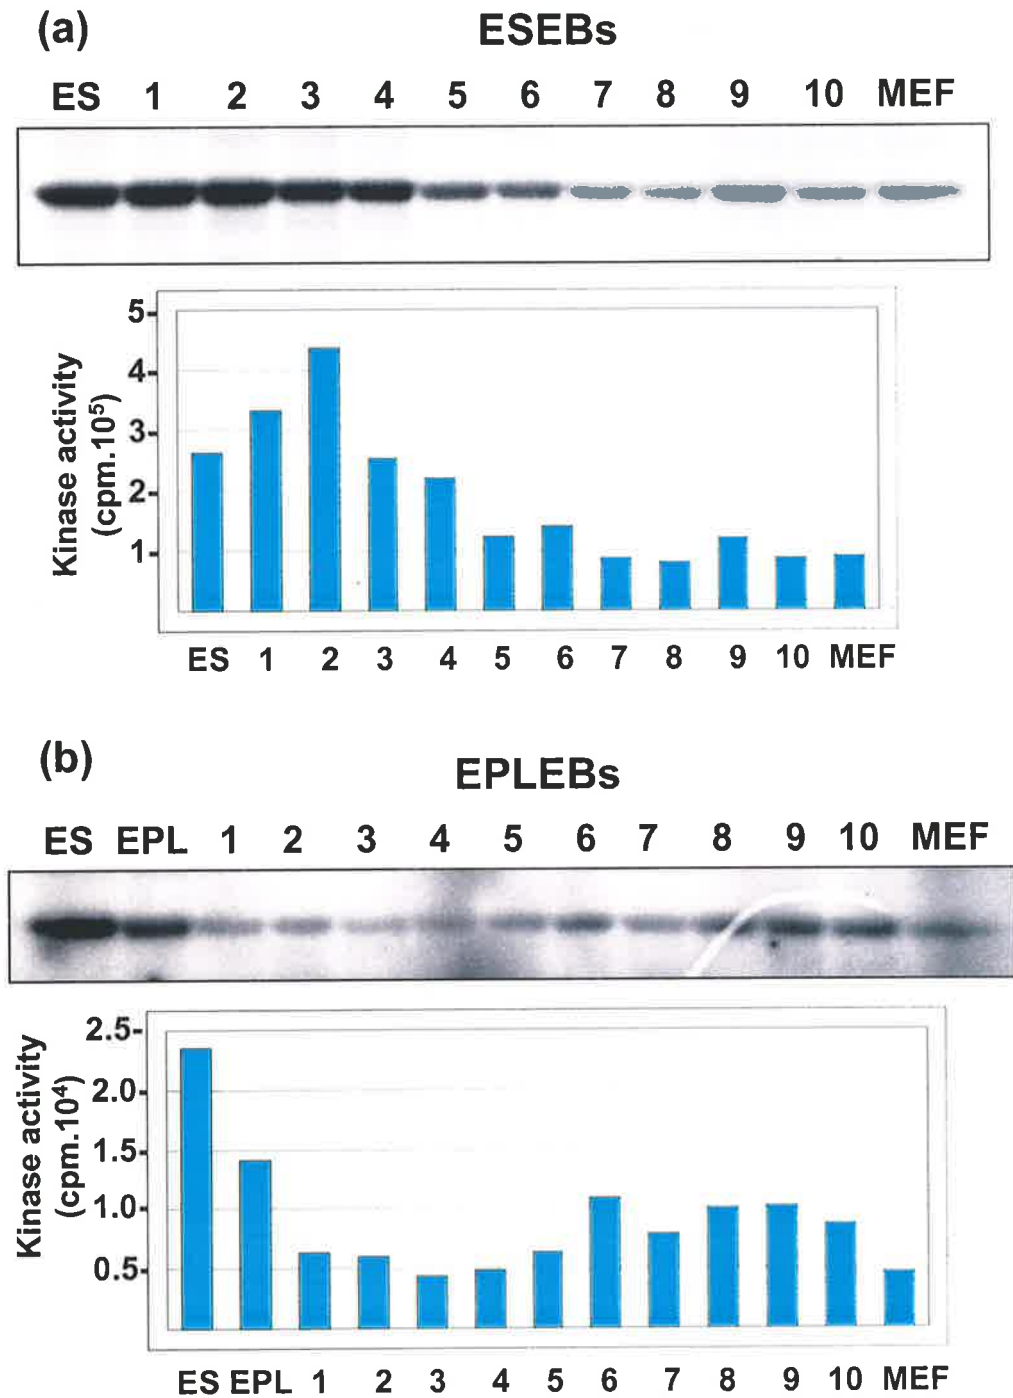 (a)
ESEBs
ES 1 2 3 4 5 6 7 8 9 10 MEF
Kinase activity
(cpm.10⁵)
5
4
3
2
1
ES 1 2 3 4 5 6 7 8 9 10 MEF
(b)
EPLEBs
ES EPL 1 2 3 4 5 6 7 8 9 10 MEF
Kinase activity
(cpm.10⁴)
2.5
2.0
1.5
1.0
0.5
ES EPL 1 2 3 4 5 6 7 8 9 10 MEF